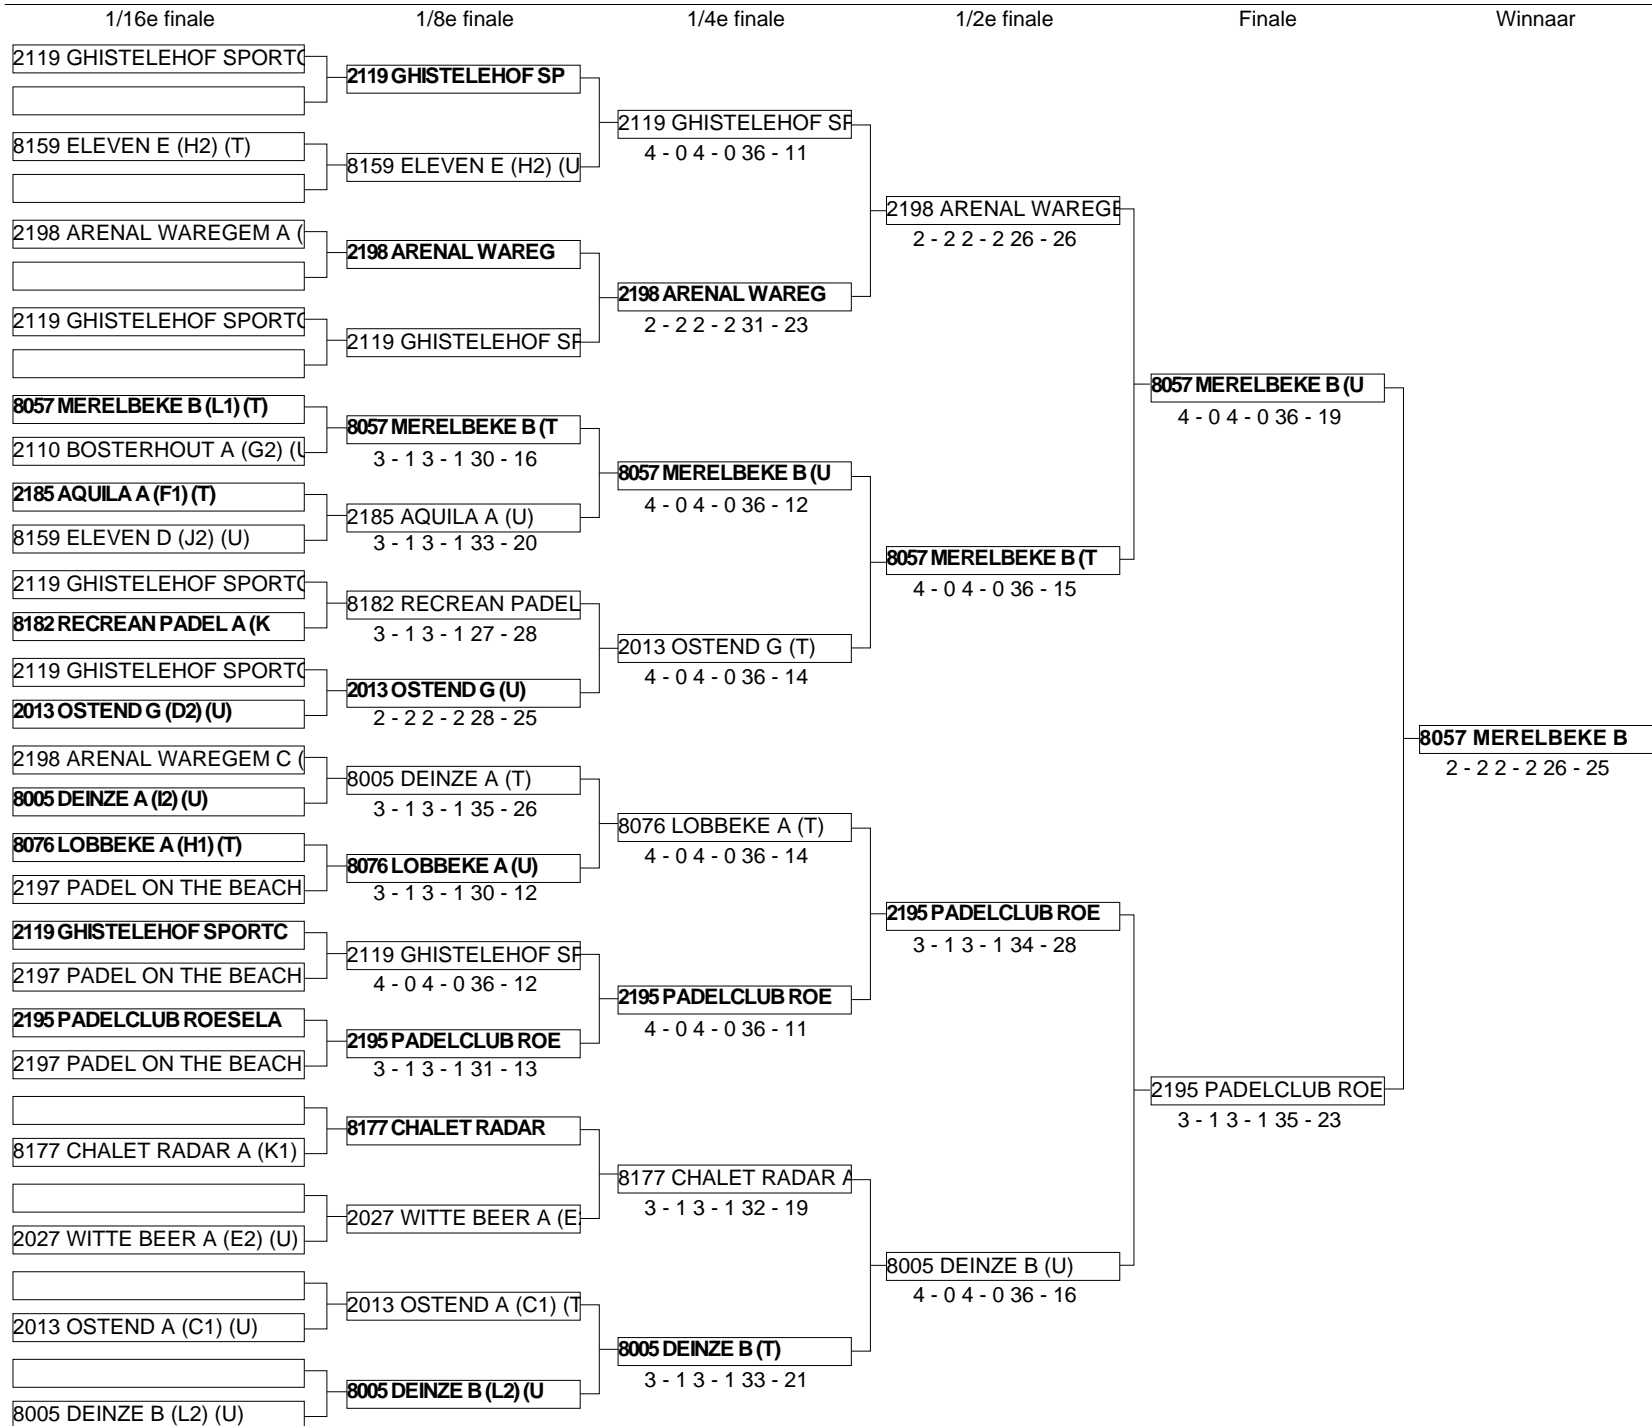 1/16e finale
1/8e finale
1/4e finale
1/2e finale
Finale
Winnaar
2119 GHISTELEHOF SPORTC
8159 ELEVEN E (H2) (T)
2198 ARENAL WAREGEM A (
2119 GHISTELEHOF SPORTC
8057 MERELBEKE B (L1) (T)
2110 BOSTERHOUT A (G2) (U
2185 AQUILA A (F1) (T)
8159 ELEVEN D (J2) (U)
2119 GHISTELEHOF SPORTC
8182 RECREAN PADEL A (K
2119 GHISTELEHOF SPORTC
2013 OSTEND G (D2) (U)
2198 ARENAL WAREGEM C (
8005 DEINZE A (I2) (U)
8076 LOBBEKE A (H1) (T)
2197 PADEL ON THE BEACH
2119 GHISTELEHOF SPORTC
2197 PADEL ON THE BEACH
2195 PADELCLUB ROESELA
2197 PADEL ON THE BEACH
8177 CHALET RADAR A (K1)
2027 WITTE BEER A (E2) (U)
2013 OSTEND A (C1) (U)
8005 DEINZE B (L2) (U)
2119 GHISTELEHOF SP
8159 ELEVEN E (H2) (U
2198 ARENAL WAREG
2119 GHISTELEHOF SP
8057 MERELBEKE B (T
3 - 1 3 - 1 30 - 16
2185 AQUILA A (U)
3 - 1 3 - 1 33 - 20
8182 RECREAN PADEL
3 - 1 3 - 1 27 - 28
2013 OSTEND G (U)
2 - 2 2 - 2 28 - 25
8005 DEINZE A (T)
3 - 1 3 - 1 35 - 26
8076 LOBBEKE A (U)
3 - 1 3 - 1 30 - 12
2119 GHISTELEHOF SP
4 - 0 4 - 0 36 - 12
2195 PADELCLUB ROE
3 - 1 3 - 1 31 - 13
8177 CHALET RADAR
2027 WITTE BEER A (E2
2013 OSTEND A (C1) (T
8005 DEINZE B (L2) (U
2119 GHISTELEHOF SP
4 - 0 4 - 0 36 - 11
2198 ARENAL WAREG
2 - 2 2 - 2 31 - 23
8057 MERELBEKE B (U
4 - 0 4 - 0 36 - 12
2013 OSTEND G (T)
4 - 0 4 - 0 36 - 14
8076 LOBBEKE A (T)
4 - 0 4 - 0 36 - 14
2195 PADELCLUB ROE
4 - 0 4 - 0 36 - 11
8177 CHALET RADAR A
3 - 1 3 - 1 32 - 19
8005 DEINZE B (T)
3 - 1 3 - 1 33 - 21
2198 ARENAL WAREGE
2 - 2 2 - 2 26 - 26
8057 MERELBEKE B (T
4 - 0 4 - 0 36 - 15
2195 PADELCLUB ROE
3 - 1 3 - 1 34 - 28
8005 DEINZE B (U)
4 - 0 4 - 0 36 - 16
8057 MERELBEKE B (U
4 - 0 4 - 0 36 - 19
2195 PADELCLUB ROE
3 - 1 3 - 1 35 - 23
8057 MERELBEKE B
2 - 2 2 - 2 26 - 25